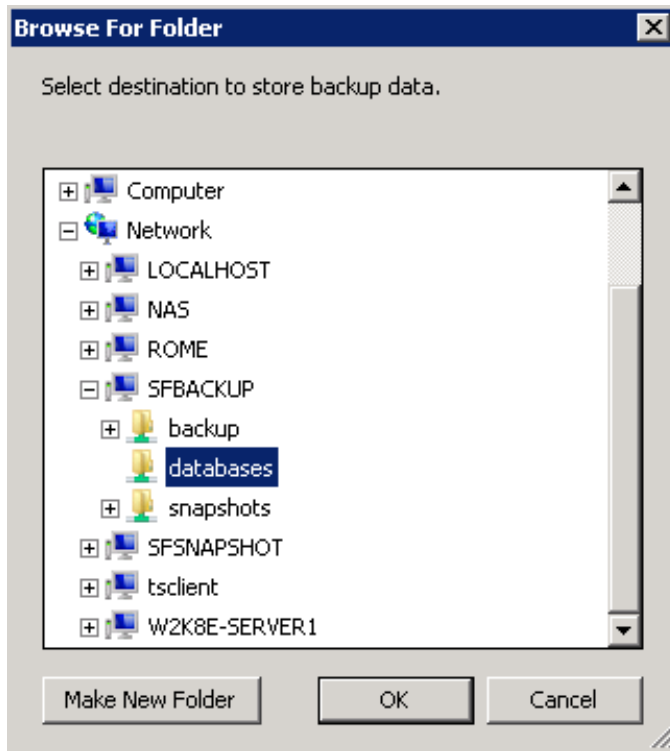 Browse For Folder
Select destination to store backup data.
Computer
Network
LOCALHOST
NAS
ROME
SFBACKUP
backup
databases
snapshots
SFSNAPSHOT
tsclient
W2K8E-SERVER1
Make New Folder OK Cancel